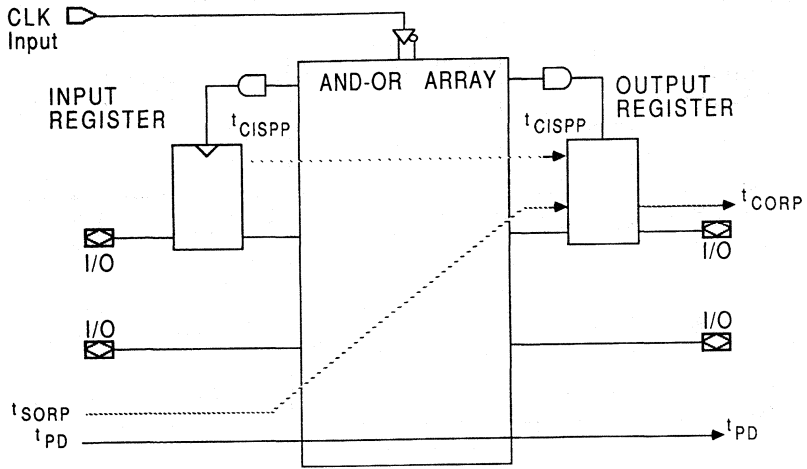 CLK
Input
AND-OR ARRAY
INPUT
REGISTER
OUTPUT
REGISTER
tCISPP
tCISPP
tCORP
I/O
I/O
I/O
I/O
tSORP
tPD
tPD